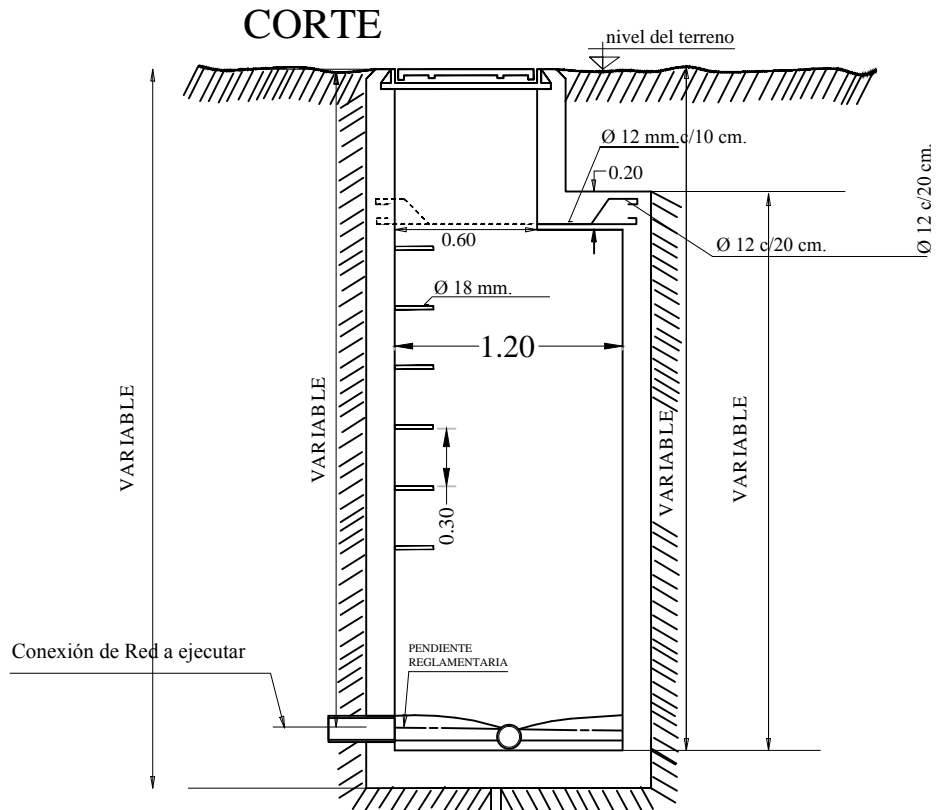 CORTE
nivel del terreno
Ø 12 mm.c/10 cm.
0.20
Ø 12 c/20 cm.
Ø 12 c/20 cm.
0.60
Ø 18 mm.
1.20
VARIABLE
VARIABLE
VARIABLE
VARIABLE
0.30
Conexión de Red a ejecutar
PENDIENTE
REGLAMENTARIA